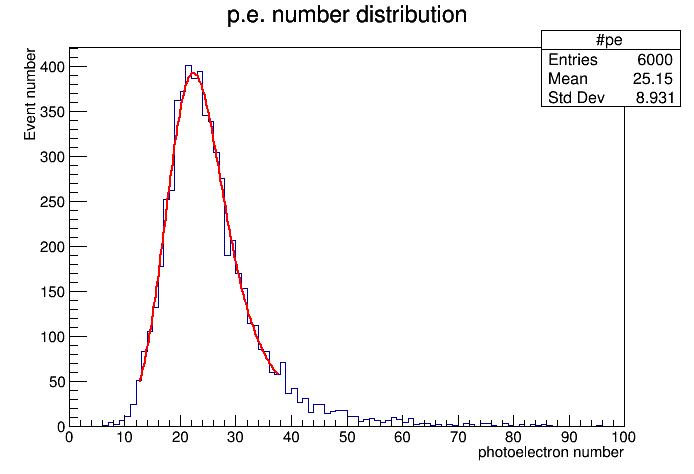 p.e. number distribution
#pe
Entries 6000
Mean 25.15
Std Dev 8.931
Event number
400
350
300
250
200
150
100
50
0
0 10 20 30 40 50 60 70 80 90 100
photoelectron number